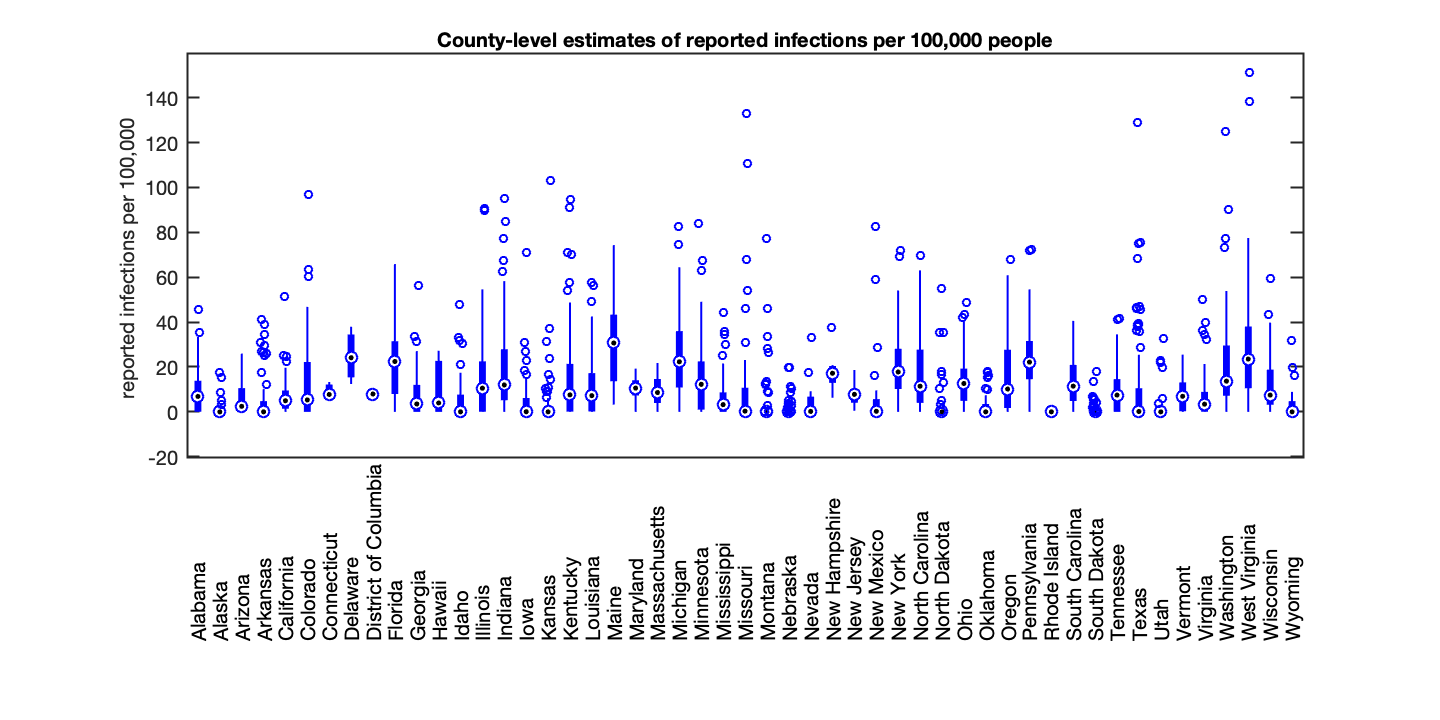 County-level estimates of reported infections per 100,000 people
reported infections per 100,000
140
120
100
80
60
40
20
0
-20
Alabama
Alaska
Arizona
Arkansas
California
Colorado
Connecticut
Delaware
District of Columbia
Florida
Georgia
Hawaii
Idaho
Illinois
Indiana
Iowa
Kansas
Kentucky
Louisiana
Maine
Maryland
Massachusetts
Michigan
Minnesota
Mississippi
Missouri
Montana
Nebraska
Nevada
New Hampshire
New Jersey
New Mexico
New York
North Carolina
North Dakota
Ohio
Oklahoma
Oregon
Pennsylvania
Rhode Island
South Carolina
South Dakota
Tennessee
Texas
Utah
Vermont
Virginia
Washington
West Virginia
Wisconsin
Wyoming